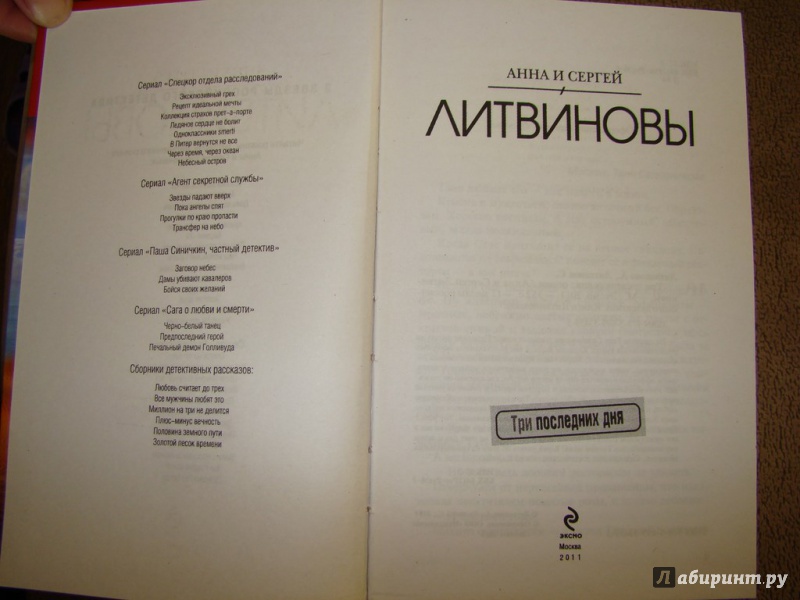 Сериал «Спецкор отдела расследований»
Эксклюзивный грех
Рецепт идеальной мечты
Коллекция страхов прет-а-порте
Ледяное сердце не болит
Одноклассники smerti
В Питер вернутся не все
Через время, через океан
Небесный остров
Сериал «Агент секретной службы»
Звезды падают вверх
Пока ангелы спят
Прогулки по краю пропасти
Трансфер на небо
Сериал «Паша Синичкин, частный детектив»
Заговор небес
Дамы убивают кавалеров
Бойся своих желаний
Сериал «Сага о любви и смерти»
Черно-белый танец
Предпоследний герой
Печальный демон Голливуда
Сборники детективных рассказов:
Любовь считает до трех
Все мужчины любят это
Миллион на три не делится
Плюс-минус вечность
Половина земного пути
Золотой песок времени
АННА И СЕРГЕЙ
ЛИТВИНОВЫ
Три последних дня
ЭКСМО
Москва
2011
Лабиринт.ру